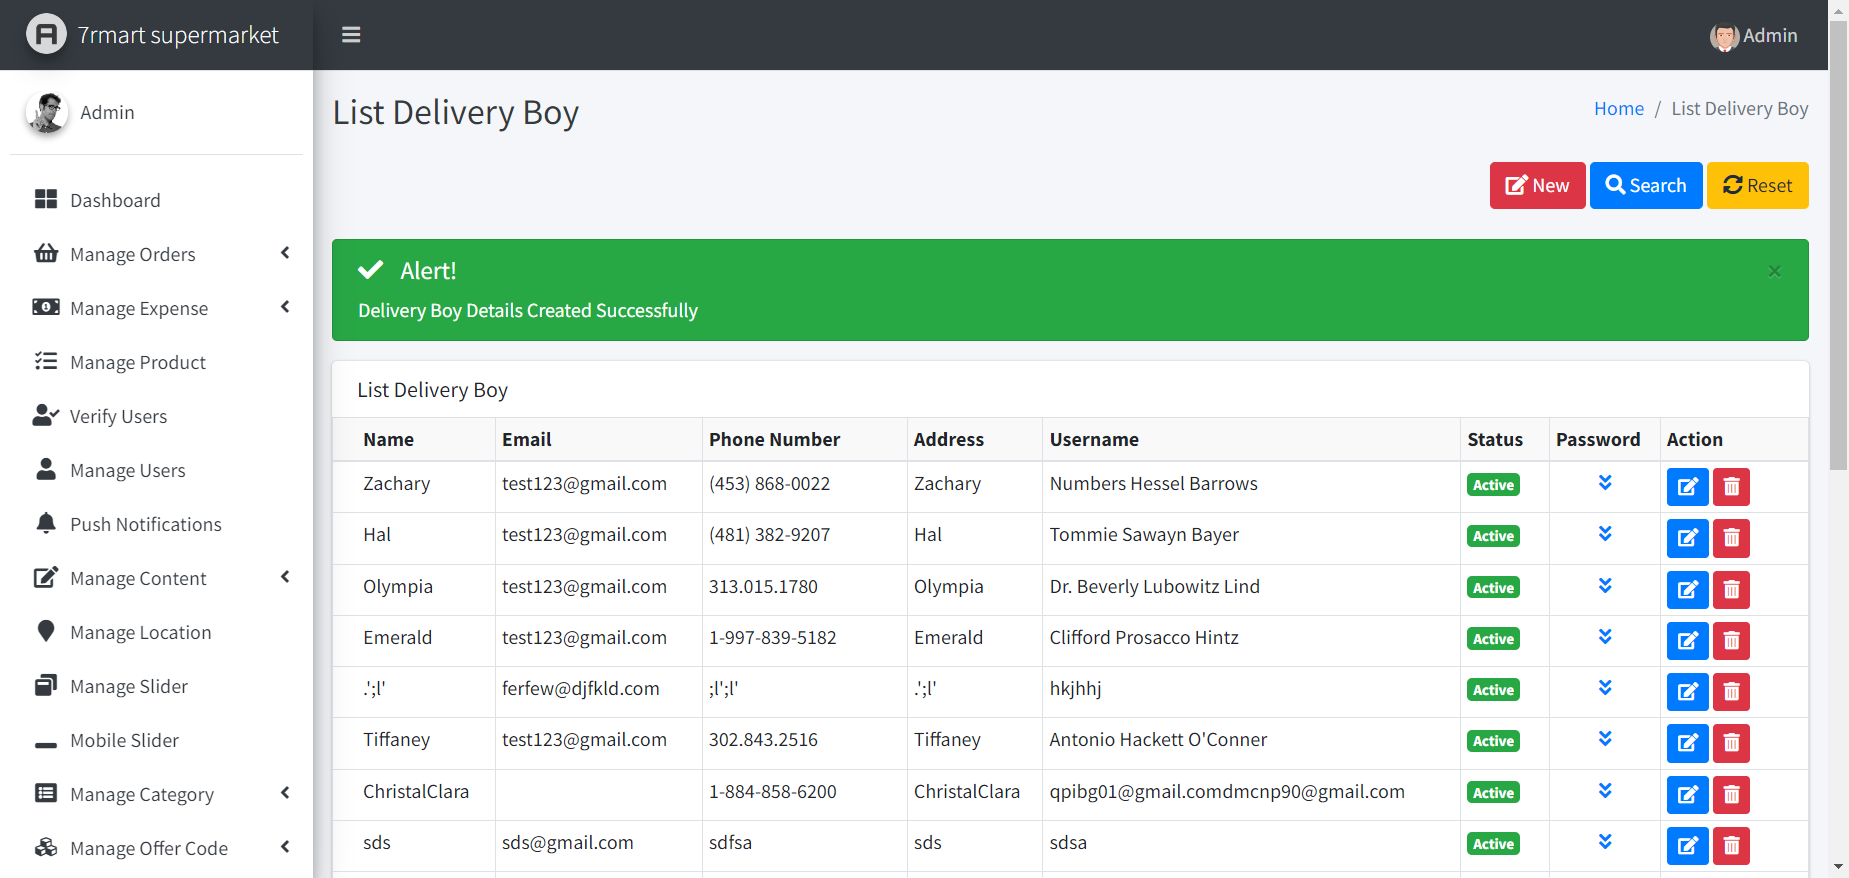 7rmart supermarket
Admin
Admin
Dashboard
Manage Orders
Manage Expense
Manage Product
Verify Users
Manage Users
Push Notifications
Manage Content
Manage Location
Manage Slider
Mobile Slider
Manage Category
Manage Offer Code
List Delivery Boy
Home / List Delivery Boy
New Search Reset
Alert! ×
Delivery Boy Details Created Successfully
List Delivery Boy
Name Email Phone Number Address Username Status Password Action
Zachary test123@gmail.com (453) 868-0022 Zachary Numbers Hessel Barrows Active
Hal test123@gmail.com (481) 382-9207 Hal Tommie Sawayn Bayer Active
Olympia test123@gmail.com 313.015.1780 Olympia Dr. Beverly Lubowitz Lind Active
Emerald test123@gmail.com 1-997-839-5182 Emerald Clifford Prosacco Hintz Active
.';l' ferfew@djfkld.com ;l';l' .';l' hkjhhj Active
Tiffaney test123@gmail.com 302.843.2516 Tiffaney Antonio Hackett O'Conner Active
ChristalClara 1-884-858-6200 ChristalClara qpibg01@gmail.comdmcnp90@gmail.com Active
sds sds@gmail.com sdfsa sds sdsa Active